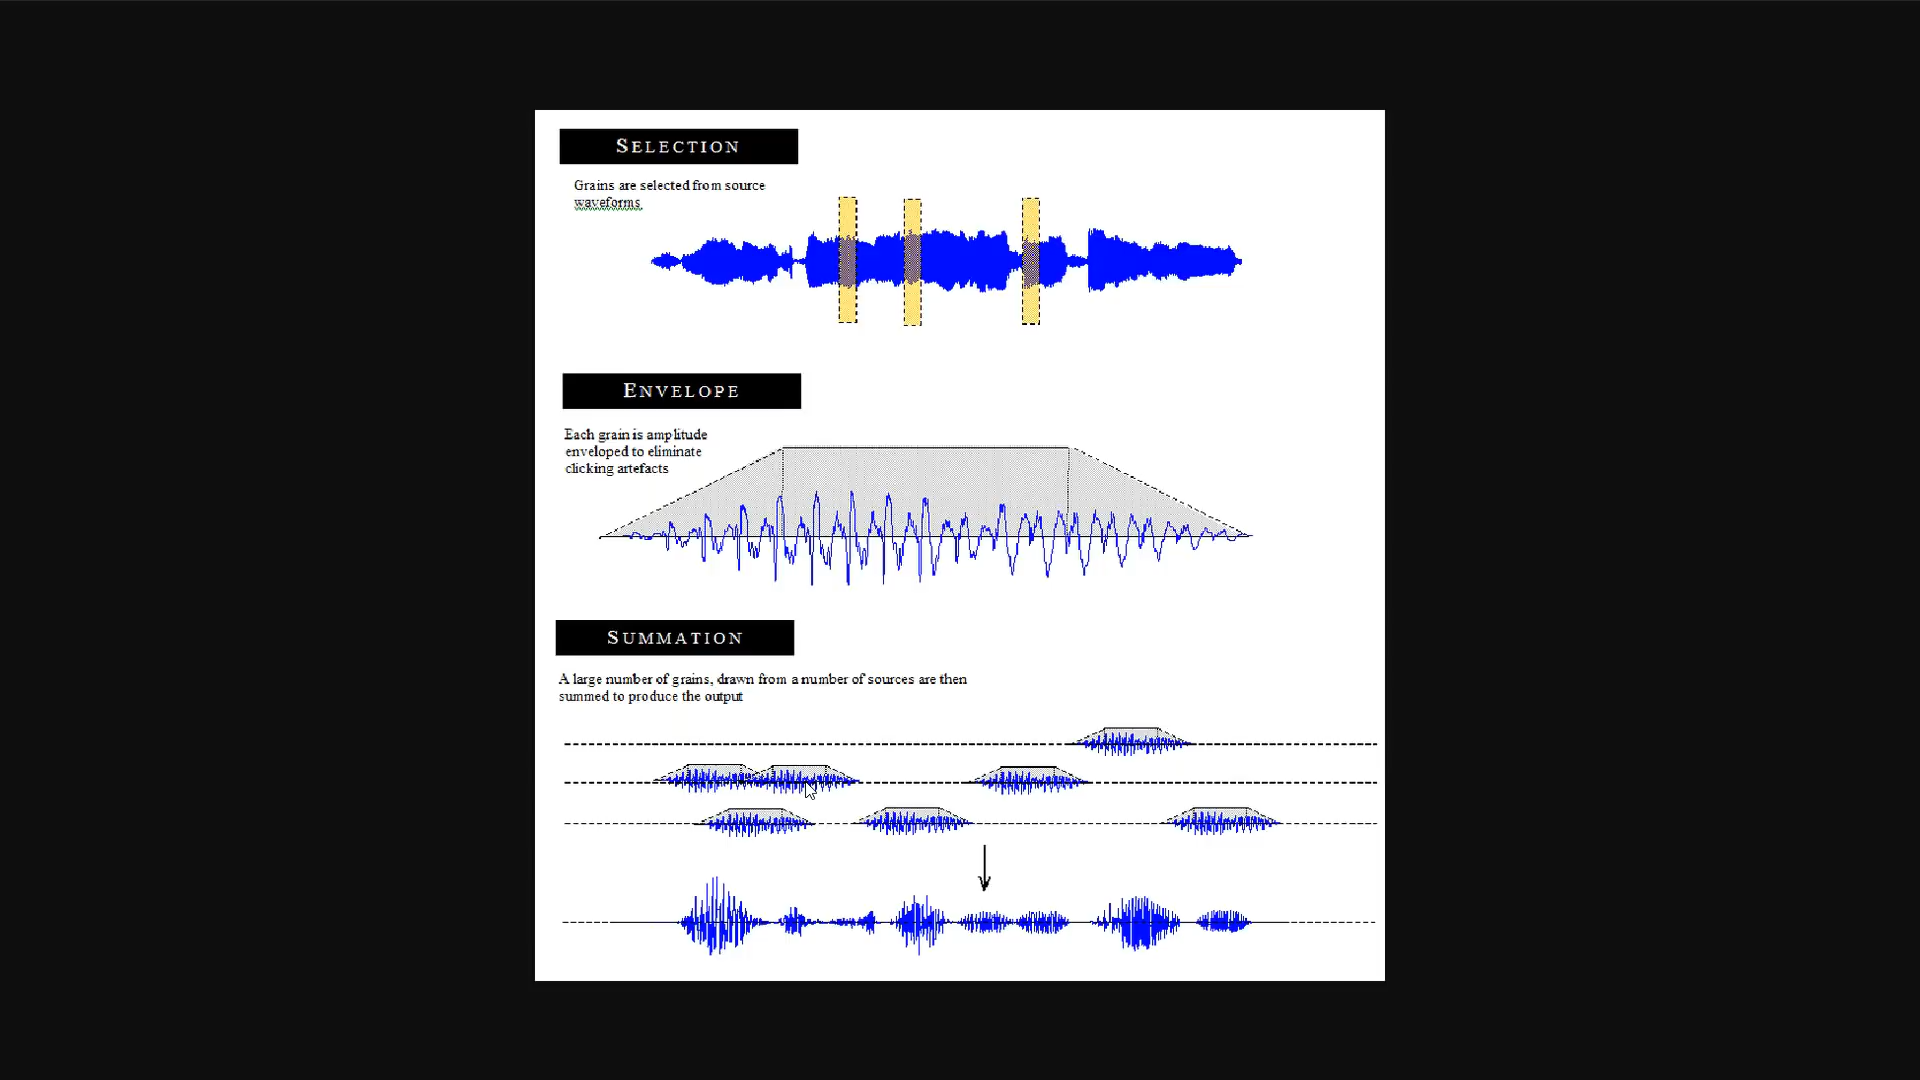 SELECTION
Grains are selected from source
waveforms
ENVELOPE
Each grain is amplitude
enveloped to eliminate
clicking artefacts
SUMMATION
A large number of grains, drawn from a number of sources are then
summed to produce the output